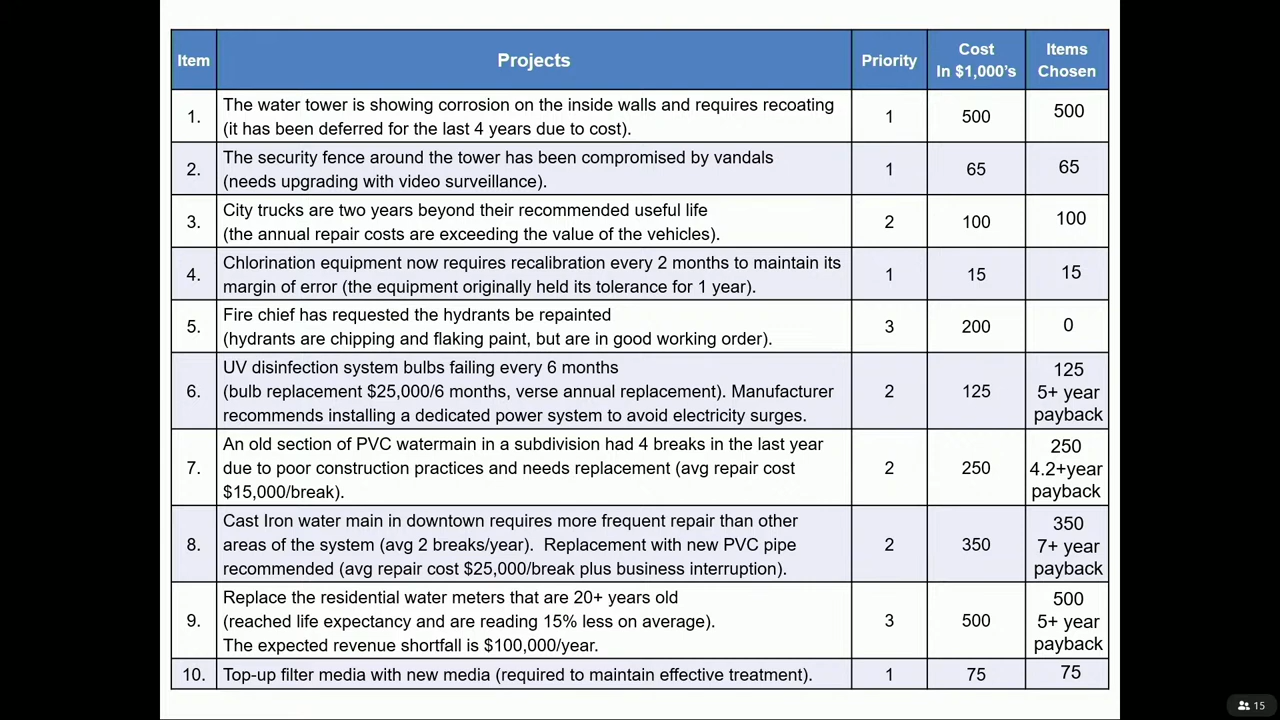 Item
Projects
Priority
Cost
In $1,000's
Items
Chosen
1.
The water tower is showing corrosion on the inside walls and requires recoating
(it has been deferred for the last 4 years due to cost).
1
500
500
2.
The security fence around the tower has been compromised by vandals
(needs upgrading with video surveillance).
1
65
65
3.
City trucks are two years beyond their recommended useful life
(the annual repair costs are exceeding the value of the vehicles).
2
100
100
4.
Chlorination equipment now requires recalibration every 2 months to maintain its
margin of error (the equipment originally held its tolerance for 1 year).
1
15
15
5.
Fire chief has requested the hydrants be repainted
(hydrants are chipping and flaking paint, but are in good working order).
3
200
0
6.
UV disinfection system bulbs failing every 6 months
(bulb replacement $25,000/6 months, verse annual replacement). Manufacturer
recommends installing a dedicated power system to avoid electricity surges.
2
125
125
5+ year
payback
7.
An old section of PVC watermain in a subdivision had 4 breaks in the last year
due to poor construction practices and needs replacement (avg repair cost
$15,000/break).
2
250
250
4.2+year
payback
8.
Cast Iron water main in downtown requires more frequent repair than other
areas of the system (avg 2 breaks/year). Replacement with new PVC pipe
recommended (avg repair cost $25,000/break plus business interruption).
2
350
350
7+ year
payback
9.
Replace the residential water meters that are 20+ years old
(reached life expectancy and are reading 15% less on average).
The expected revenue shortfall is $100,000/year.
3
500
500
5+ year
payback
10.
Top-up filter media with new media (required to maintain effective treatment).
1
75
75
15